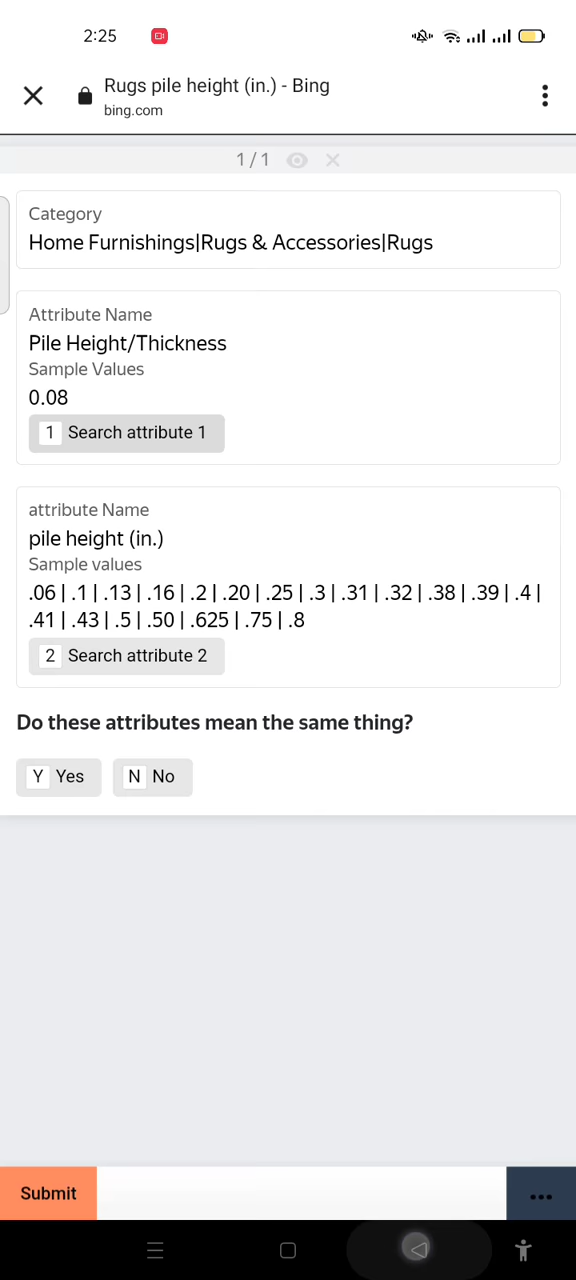 2:25
Rugs pile height (in.) - Bing
bing.com
1/1
Category
Home Furnishings|Rugs & Accessories|Rugs
Attribute Name
Pile Height/Thickness
Sample Values
0.08
1 Search attribute 1
attribute Name
pile height (in.)
Sample values
.06 | .1 | .13 | .16 | .2 | .20 | .25 | .3 | .31 | .32 | .38 | .39 | .4 |
.41 | .43 | .5 | .50 | .625 | .75 | .8
2 Search attribute 2
Do these attributes mean the same thing?
Y Yes N No
Submit